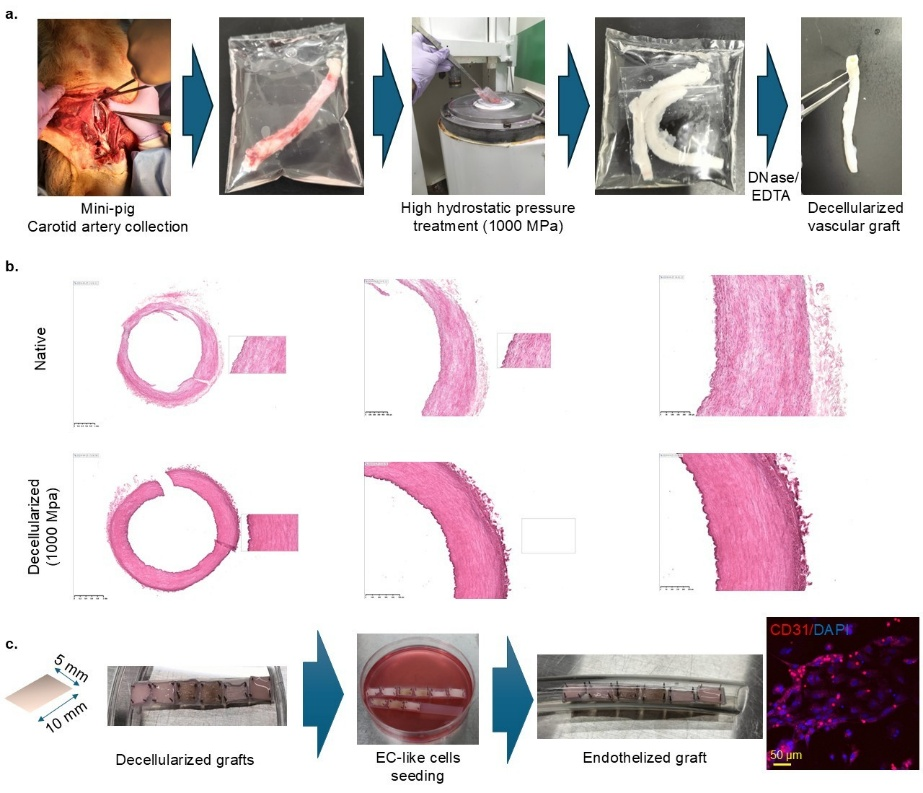 a.
Mini-pig
Carotid artery collection
High hydrostatic pressure
treatment (1000 MPa)
DNase/
EDTA
Decellularized
vascular graft
b.
Native
Decellularized
(1000 Mpa)
c.
5 mm
10 mm
Decellularized grafts
EC-like cells
seeding
Endothelized graft
CD31/DAPI
50 µm